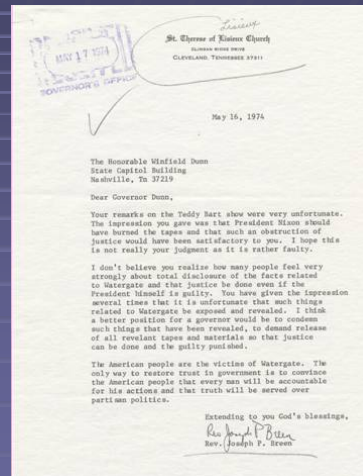 Lisieux
St. Therese of Lisieux Church
CLEVELAND, TENNESSEE 37311
GOVERNOR'S OFFICE
May 16, 1974
The Honorable Winfield Dunn
State Capitol Building
Nashville, Tn 37219
Dear Governor Dunn,
Your remarks on the Teddy Bart show were very unfortunate.
The impression you gave was that President Nixon should
have burned the tapes and that such an obstruction of
justice would have been satisfactory to you. I hope this
is not really your judgment as it is rather faulty.
I don't believe you realize how many people feel very
strongly about total disclosure of the facts related
to Watergate and that justice be done even if the
President himself is guilty. You have given the impression
several times that it is unfortunate that such things
related to Watergate be exposed and revealed. I think
a better position for a governor would be to condemn
such things that have been revealed, to demand release
of all revelant tapes and materials so that justice
can be done and the guilty punished.
The American people are the victims of Watergate. The
only way to restore trust in government is to convince
the American people that every man will be accountable
for his actions and that truth will be served over
partisan politics.
Extending to you God's blessings,
Rev Joseph P Breen
Rev. Joseph P. Breen